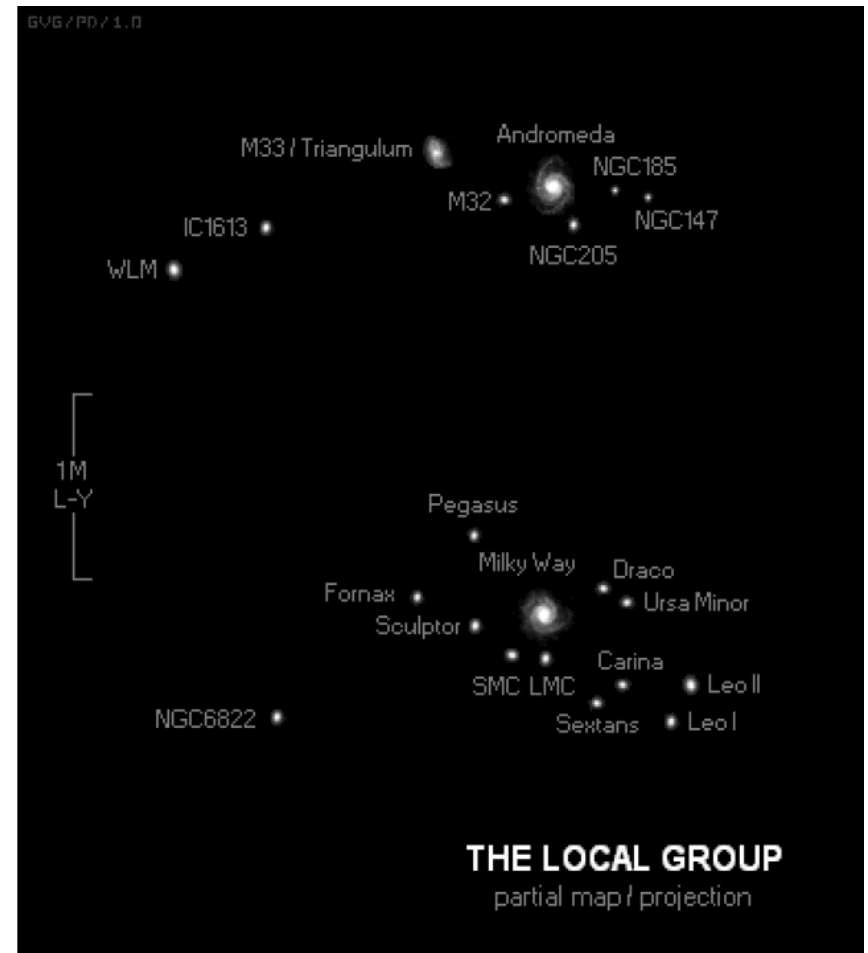 GVG/PD/1.0
Andromeda
M33 / Triangulum
NGC185
M32
NGC147
IC1613
NGC205
WLM
1M
L-Y
Pegasus
Milky Way
Draco
Fornax
Ursa Minor
Sculptor
Carina
SMC LMC
Leo II
NGC6822
Sextans
Leo I
THE LOCAL GROUP
partial map / projection